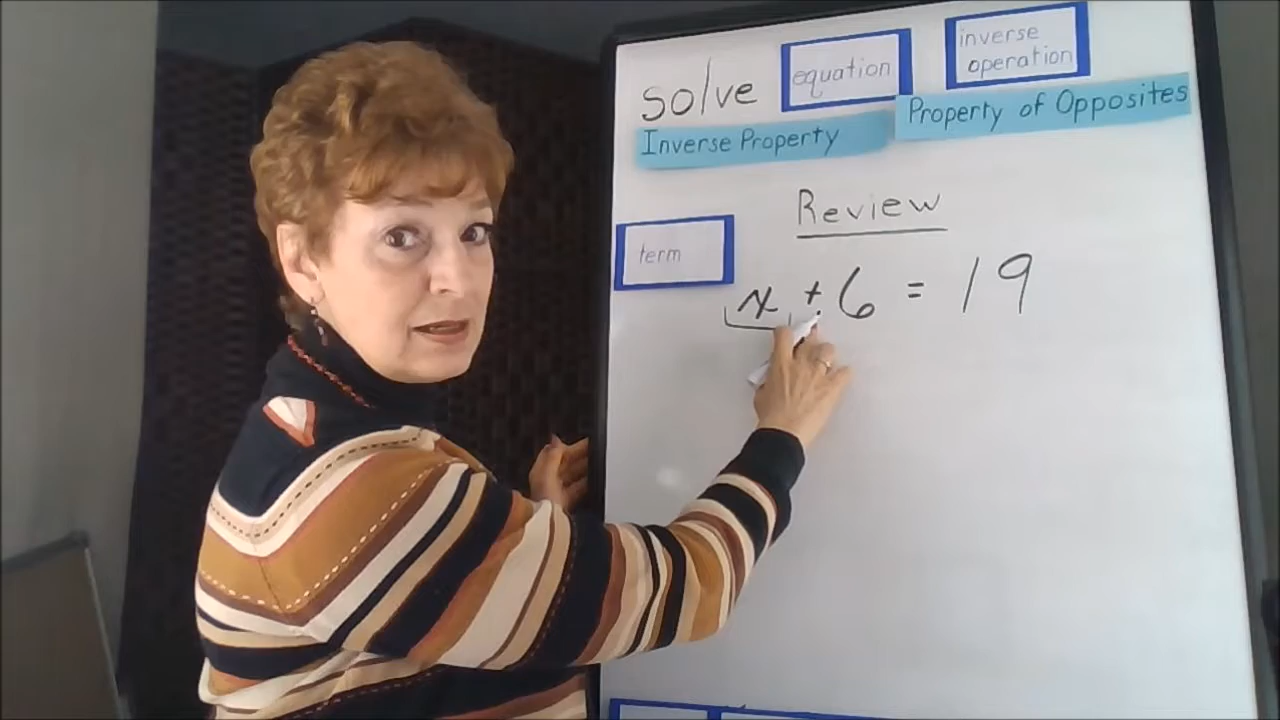 solve
equation
inverse
operation
Inverse Property
Property of Opposites
Review
term
x + 6 = 19